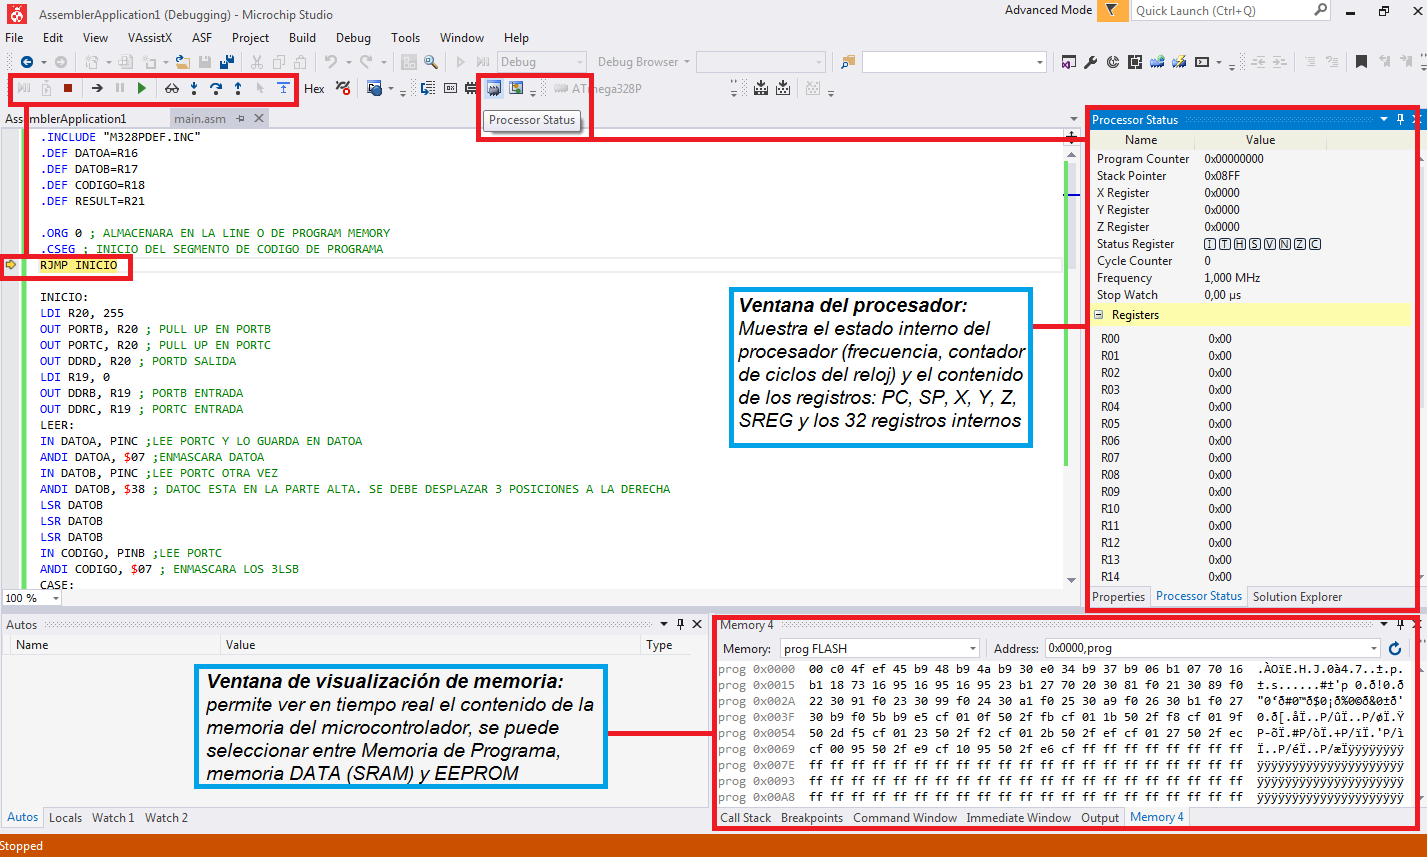 AssemblerApplication1 (Debugging) - Microchip Studio
Advanced Mode
Quick Launch (Ctrl+Q)
File Edit View VAssistX ASF Project Build Debug Tools Window Help
Debug
Debug Browser
Hex
ATmega328P
Processor Status
AssemblerApplication1
main.asm
.INCLUDE "M328PDEF.INC"
.DEF DATOA=R16
.DEF DATOB=R17
.DEF CODIGO=R18
.DEF RESULT=R21
.ORG 0 ; ALMACENARA EN LA LINE O DE PROGRAM MEMORY
.CSEG ; INICIO DEL SEGMENTO DE CODIGO DE PROGRAMA
RJMP INICIO
INICIO:
LDI R20, 255
OUT PORTB, R20 ; PULL UP EN PORTB
OUT PORTC, R20 ; PULL UP EN PORTC
OUT DDRD, R20 ; PORTD SALIDA
LDI R19, 0
OUT DDRB, R19 ; PORTB ENTRADA
OUT DDRC, R19 ; PORTC ENTRADA
LEER:
IN DATOA, PINC ;LEE PORTC Y LO GUARDA EN DATOA
ANDI DATOA, $07 ;ENMASCARA DATOA
IN DATOB, PINC ;LEE PORTC OTRA VEZ
ANDI DATOB, $38 ; DATOC ESTA EN LA PARTE ALTA. SE DEBE DESPLAZAR 3 POSICIONES A LA DERECHA
LSR DATOB
LSR DATOB
LSR DATOB
IN CODIGO, PINB ;LEE PORTC
ANDI CODIGO, $07 ; ENMASCARA LOS 3LSB
CASE:
100 %
Ventana del procesador:
Muestra el estado interno del
procesador (frecuencia, contador
de ciclos del reloj) y el contenido
de los registros: PC, SP, X, Y, Z,
SREG y los 32 registros internos
Processor Status
Name Value
Program Counter 0x00000000
Stack Pointer 0x08FF
X Register 0x0000
Y Register 0x0000
Z Register 0x0000
Status Register I T H S V N Z C
Cycle Counter 0
Frequency 1,000 MHz
Stop Watch 0,00 µs
Registers
R00 0x00
R01 0x00
R02 0x00
R03 0x00
R04 0x00
R05 0x00
R06 0x00
R07 0x00
R08 0x00
R09 0x00
R10 0x00
R11 0x00
R12 0x00
R13 0x00
R14 0x00
Properties Processor Status Solution Explorer
Autos
Name Value Type
Ventana de visualización de memoria:
permite ver en tiempo real el contenido de la
memoria del microcontrolador, se puede
seleccionar entre Memoria de Programa,
memoria DATA (SRAM) y EEPROM
Autos Locals Watch 1 Watch 2
Memory 4
Memory: prog FLASH Address: 0x0000,prog
prog 0x0000 00 c0 4f ef 45 b9 48 b9 4a b9 30 e0 34 b9 37 b9 06 b1 07 70 16
prog 0x0015 b1 18 73 16 95 16 95 16 95 23 b1 27 70 20 30 81 f0 21 30 89 f0
prog 0x002A 22 30 91 f0 23 30 99 f0 24 30 a1 f0 25 30 a9 f0 26 30 b1 f0 27
prog 0x003F 30 b9 f0 5b b9 e5 cf 01 0f 50 2f fb cf 01 1b 50 2f f8 cf 01 9f
prog 0x0054 50 2d f5 cf 01 23 50 2f f2 cf 01 2b 50 2f ef cf 01 27 50 2f ec
prog 0x0069 cf 00 95 50 2f e9 cf 10 95 50 2f e6 cf ff ff ff ff ff ff ff ff
prog 0x007E ff ff ff ff ff ff ff ff ff ff ff ff ff ff ff ff ff ff ff ff ff
prog 0x0093 ff ff ff ff ff ff ff ff ff ff ff ff ff ff ff ff ff ff ff ff ff
prog 0x00A8 ff ff ff ff ff ff ff ff ff ff ff ff ff ff ff ff ff ff ff ff ff
Call Stack Breakpoints Command Window Immediate Window Output Memory 4
Stopped